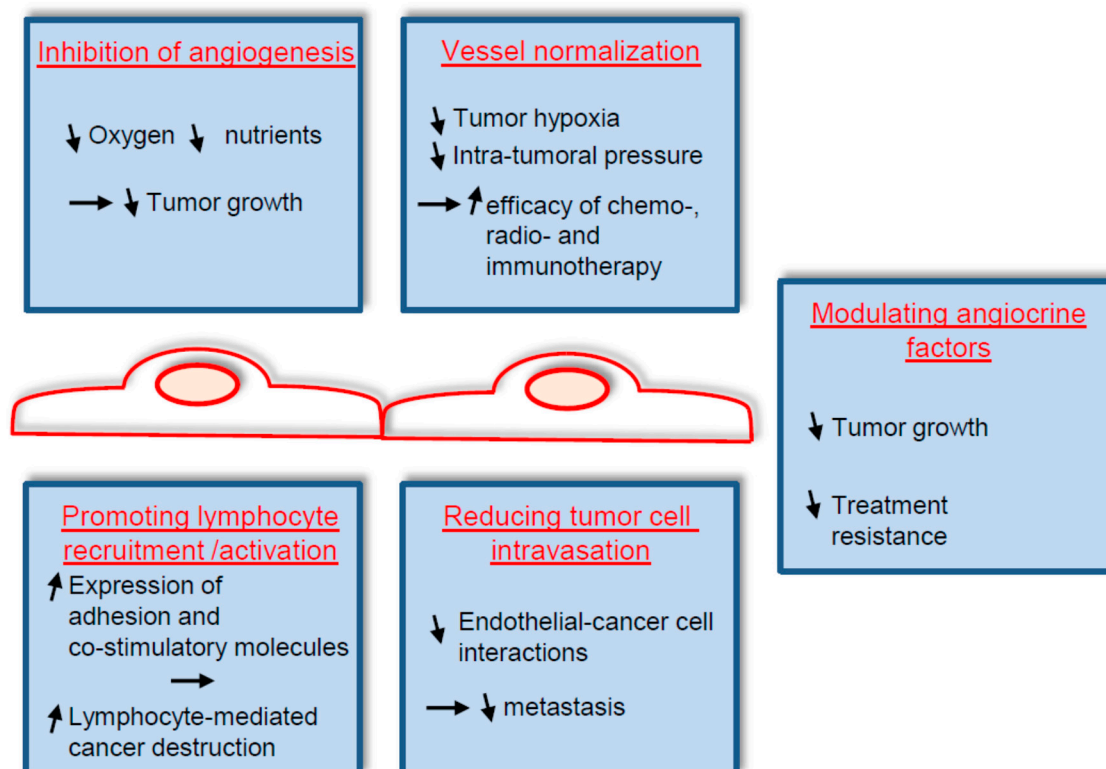 Inhibition of angiogenesis
↓ Oxygen ↓ nutrients
→ ↓ Tumor growth
Vessel normalization
↓ Tumor hypoxia
↓ Intra-tumoral pressure
→ ↑ efficacy of chemo-,
radio- and
immunotherapy
Modulating angiocrine
factors
↓ Tumor growth
↓ Treatment
resistance
Promoting lymphocyte
recruitment /activation
↑ Expression of
adhesion and
co-stimulatory molecules
→
↑ Lymphocyte-mediated
cancer destruction
Reducing tumor cell
intravasation
↓ Endothelial-cancer cell
interactions
→ ↓ metastasis